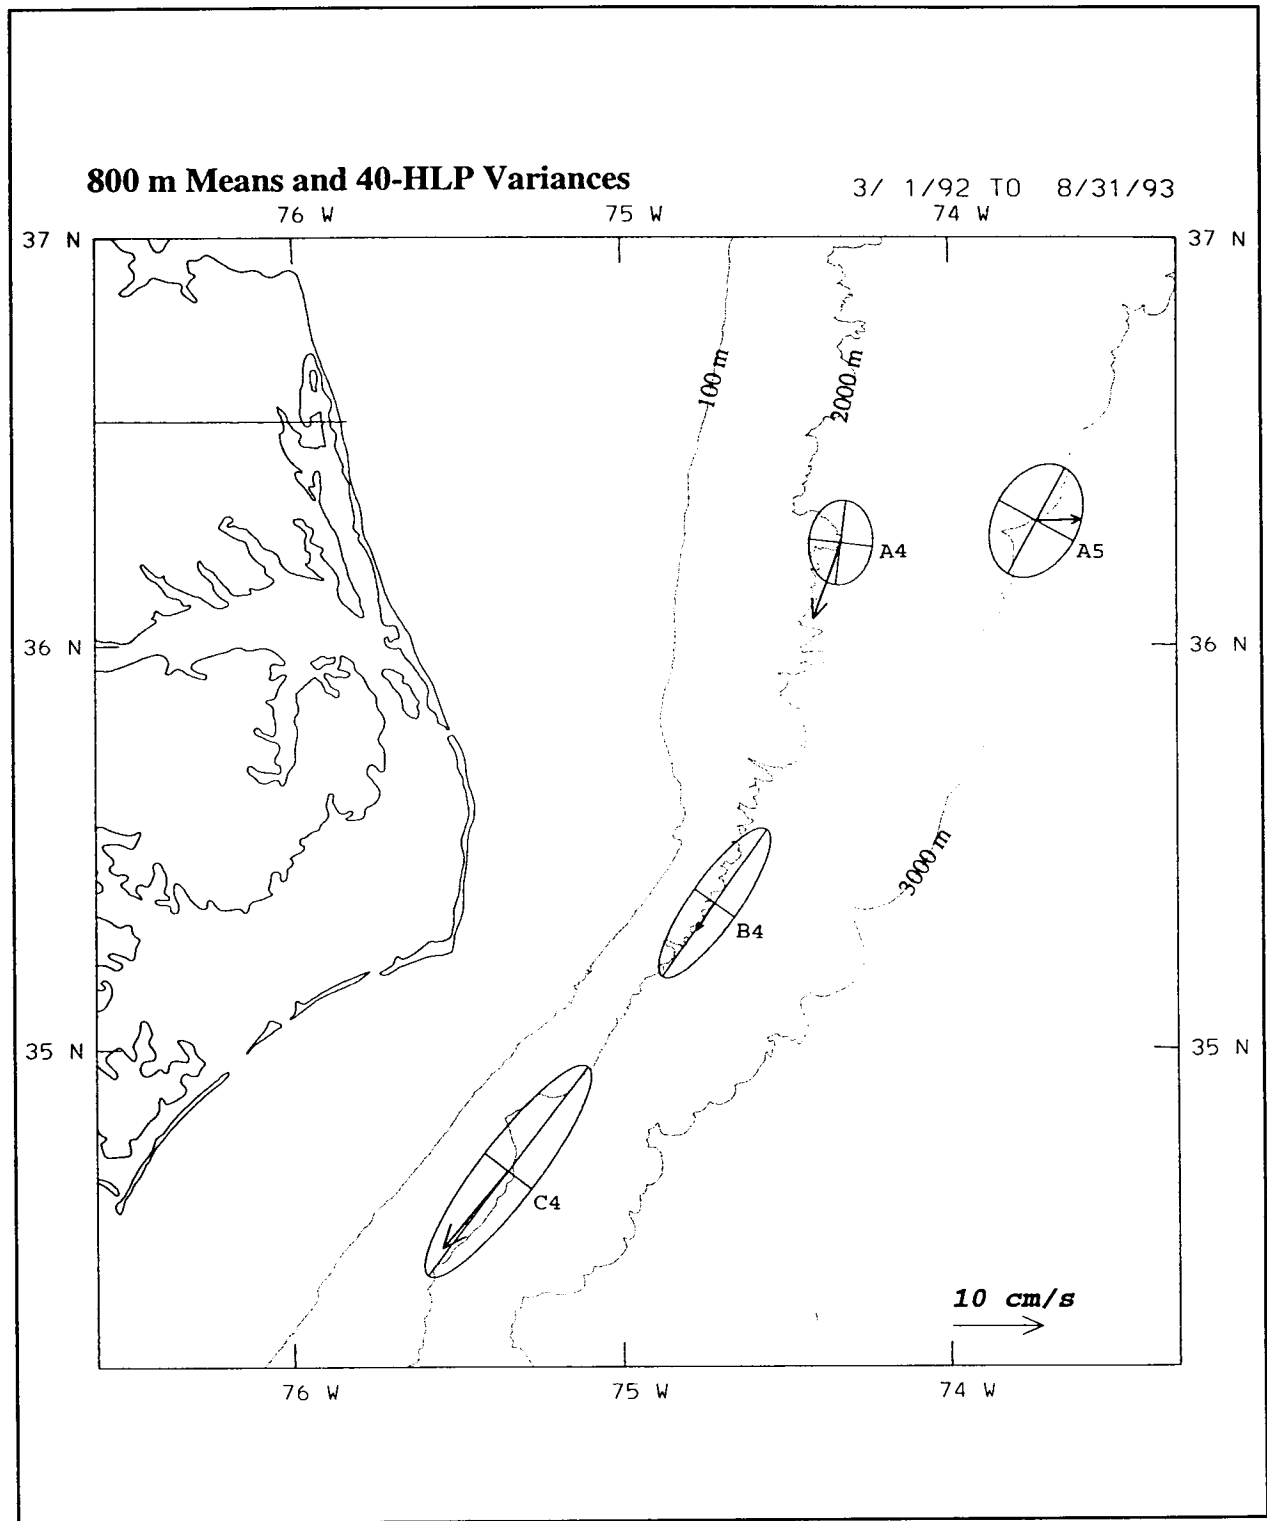 800 m Means and 40-HLP Variances
3/ 1/92 TO 8/31/93
76 W 75 W 74 W
37 N 37 N
100 m
2000 m
A4
A5
36 N 36 N
3000 m
B4
35 N 35 N
C4
10 cm/s
76 W 75 W 74 W